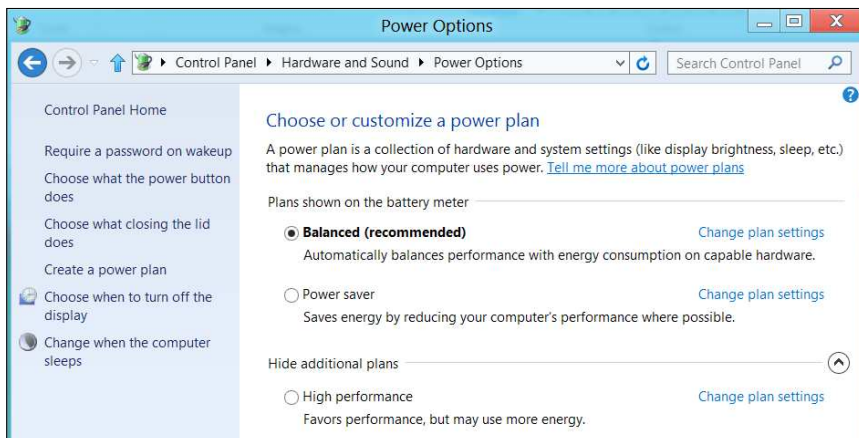 Power Options
Control Panel Hardware and Sound Power Options
Search Control Panel
Control Panel Home
Require a password on wakeup
Choose what the power button
does
Choose what closing the lid
does
Create a power plan
Choose when to turn off the
display
Change when the computer
sleeps
Choose or customize a power plan
A power plan is a collection of hardware and system settings (like display brightness, sleep, etc.)
that manages how your computer uses power. Tell me more about power plans
Plans shown on the battery meter
Balanced (recommended) Change plan settings
Automatically balances performance with energy consumption on capable hardware.
Power saver Change plan settings
Saves energy by reducing your computer's performance where possible.
Hide additional plans
High performance Change plan settings
Favors performance, but may use more energy.